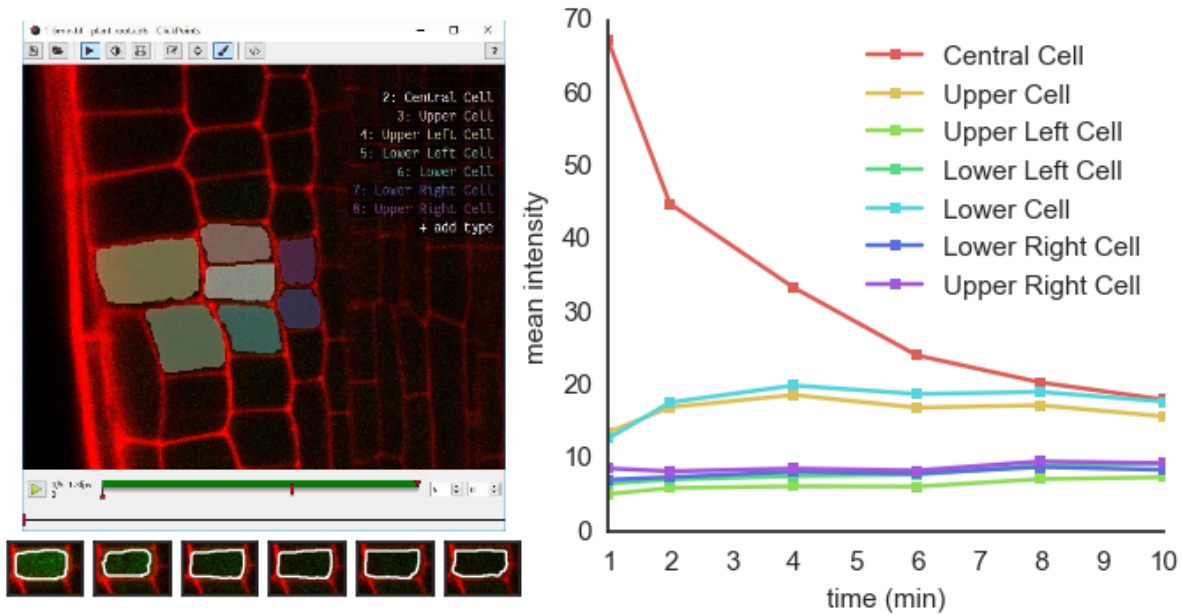 ClickPoints
?
2: Central Cell
3: Upper Cell
4: Upper Left Cell
5: Lower Left Cell
6: Lower Cell
7: Lower Right Cell
8: Upper Right Cell
+ add type
mean intensity
70
60
50
40
30
20
10
0
Central Cell
Upper Cell
Upper Left Cell
Lower Left Cell
Lower Cell
Lower Right Cell
Upper Right Cell
1 2 3 4 5 6 7 8 9 10
time (min)